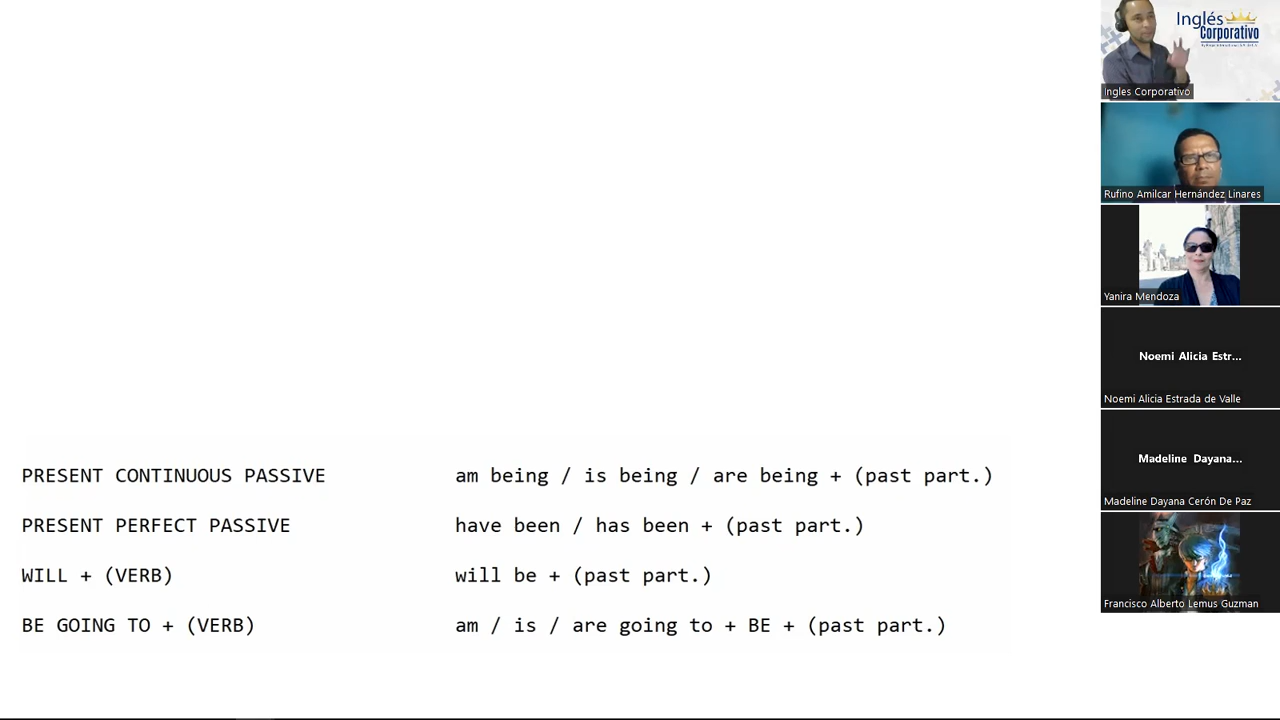 PRESENT CONTINUOUS PASSIVE am being / is being / are being + (past part.)
PRESENT PERFECT PASSIVE have been / has been + (past part.)
WILL + (VERB) will be + (past part.)
BE GOING TO + (VERB) am / is / are going to + BE + (past part.)
Inglés
Corporativo
Ingles Corporativo
Rufino Amilcar Hernández Linares
Yanira Mendoza
Noemi Alicia Estr...
Noemi Alicia Estrada de Valle
Madeline Dayana...
Madeline Dayana Cerón De Paz
Francisco Alberto Lemus Guzman